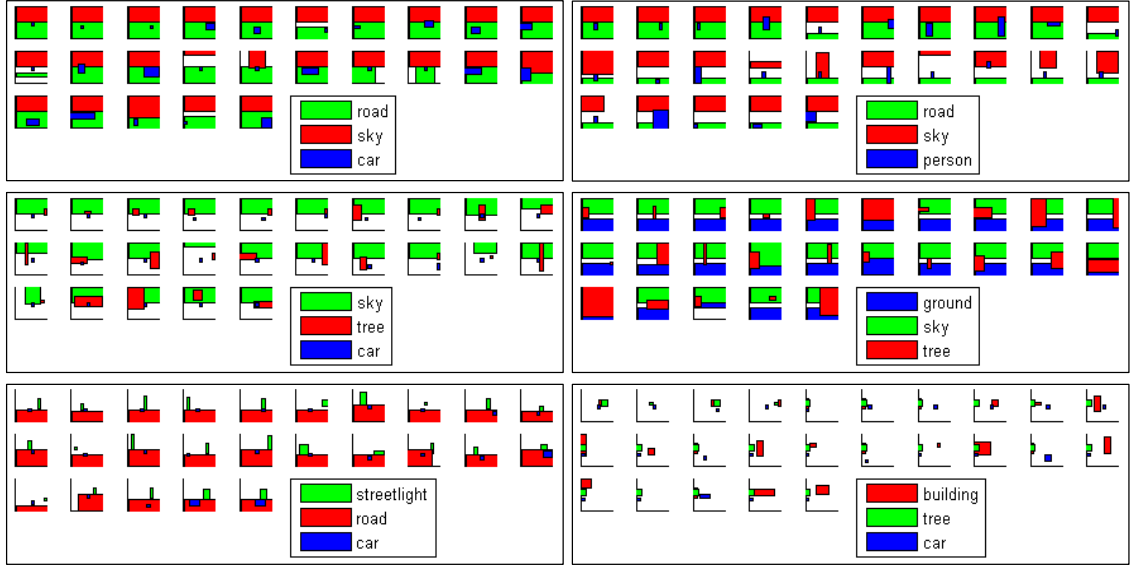 road
sky
car
road
sky
person
sky
tree
car
ground
sky
tree
streetlight
road
car
building
tree
car